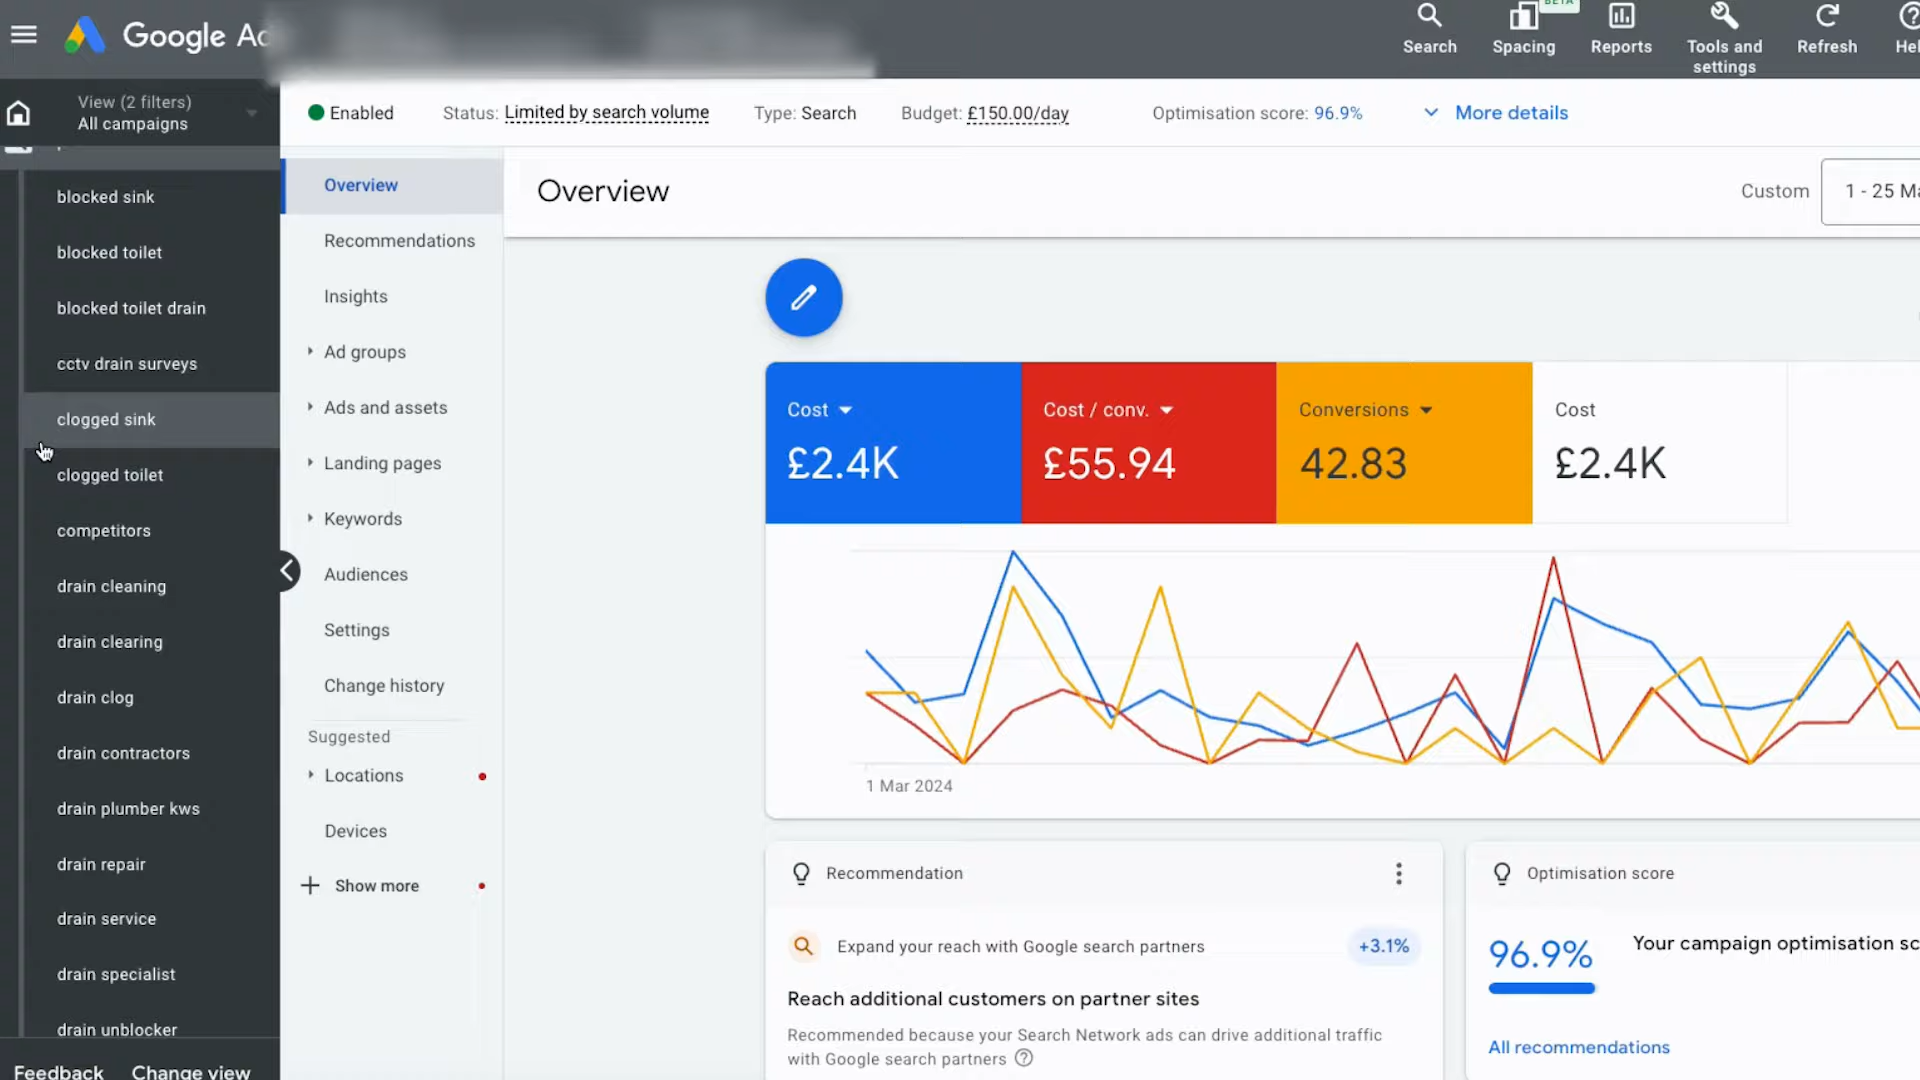 Google Ad
BETA
Search
Spacing
Reports
Tools and
settings
Refresh
View (2 filters)
All campaigns
Enabled
Status: Limited by search volume
Type: Search
Budget: £150.00/day
Optimisation score: 96.9%
More details
blocked sink
blocked toilet
blocked toilet drain
cctv drain surveys
clogged sink
clogged toilet
competitors
drain cleaning
drain clearing
drain clog
drain contractors
drain plumber kws
drain repair
drain service
drain specialist
drain unblocker
Feedback
Change view
Overview
Recommendations
Insights
Ad groups
Ads and assets
Landing pages
Keywords
Audiences
Settings
Change history
Suggested
Locations
Devices
Show more
Overview
Custom
1 - 25 Ma
Cost
£2.4K
Cost / conv.
£55.94
Conversions
42.83
Cost
£2.4K
1 Mar 2024
Recommendation
Expand your reach with Google search partners
+3.1%
Reach additional customers on partner sites
Recommended because your Search Network ads can drive additional traffic
with Google search partners
Optimisation score
96.9%
Your campaign optimisation sc
All recommendations